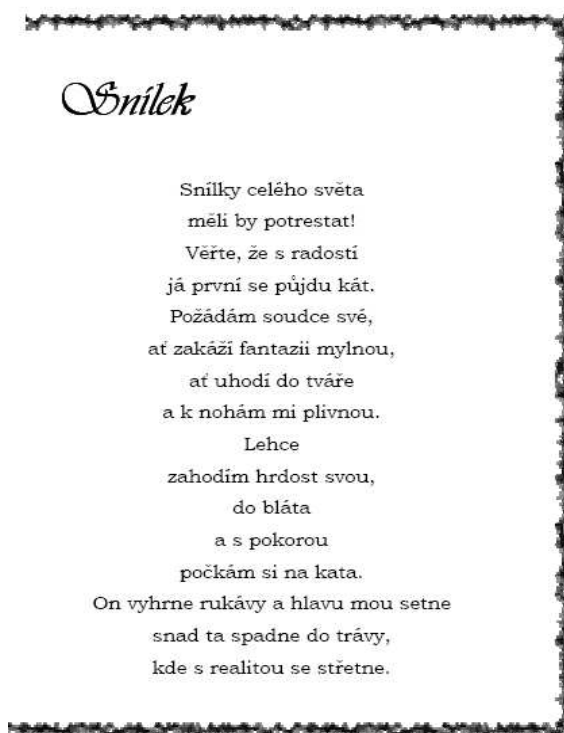 Snílek
Snílky celého světa
měli by potrestat!
Věřte, že s radostí
já první se půjdu kát.
Požádám soudce své,
ať zakáží fantazii mylnou,
ať uhodí do tváře
a k nohám mi plivnou.
Lehce
zahodím hrdost svou,
do bláta
a s pokorou
počkám si na kata.
On vyhrne rukávy a hlavu mou setne
snad ta spadne do trávy,
kde s realitou se střetne.